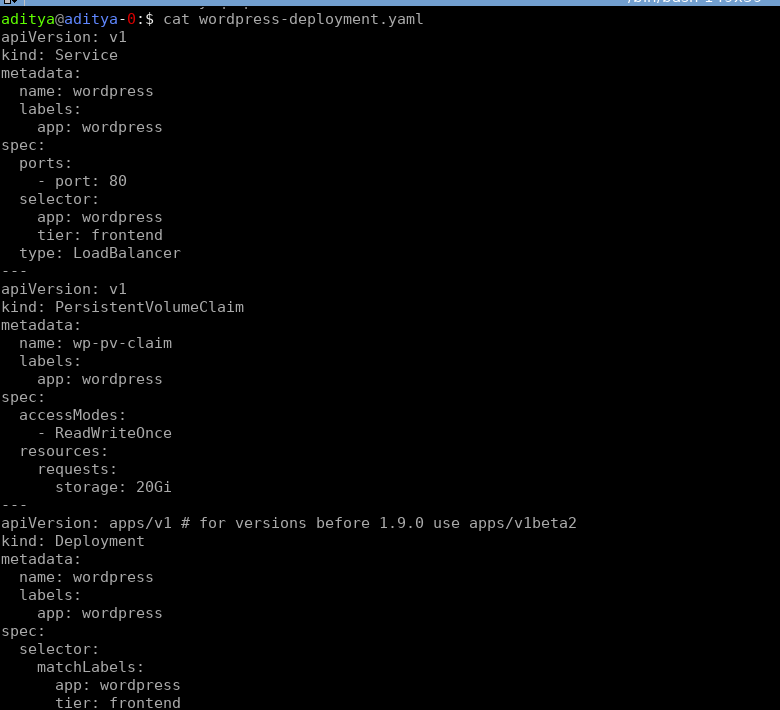 aditya@aditya-0:$ cat wordpress-deployment.yaml
apiVersion: v1
kind: Service
metadata:
  name: wordpress
  labels:
    app: wordpress
spec:
  ports:
    - port: 80
  selector:
    app: wordpress
    tier: frontend
  type: LoadBalancer
---
apiVersion: v1
kind: PersistentVolumeClaim
metadata:
  name: wp-pv-claim
  labels:
    app: wordpress
spec:
  accessModes:
    - ReadWriteOnce
  resources:
    requests:
      storage: 20Gi
---
apiVersion: apps/v1 # for versions before 1.9.0 use apps/v1beta2
kind: Deployment
metadata:
  name: wordpress
  labels:
    app: wordpress
spec:
  selector:
    matchLabels:
      app: wordpress
      tier: frontend